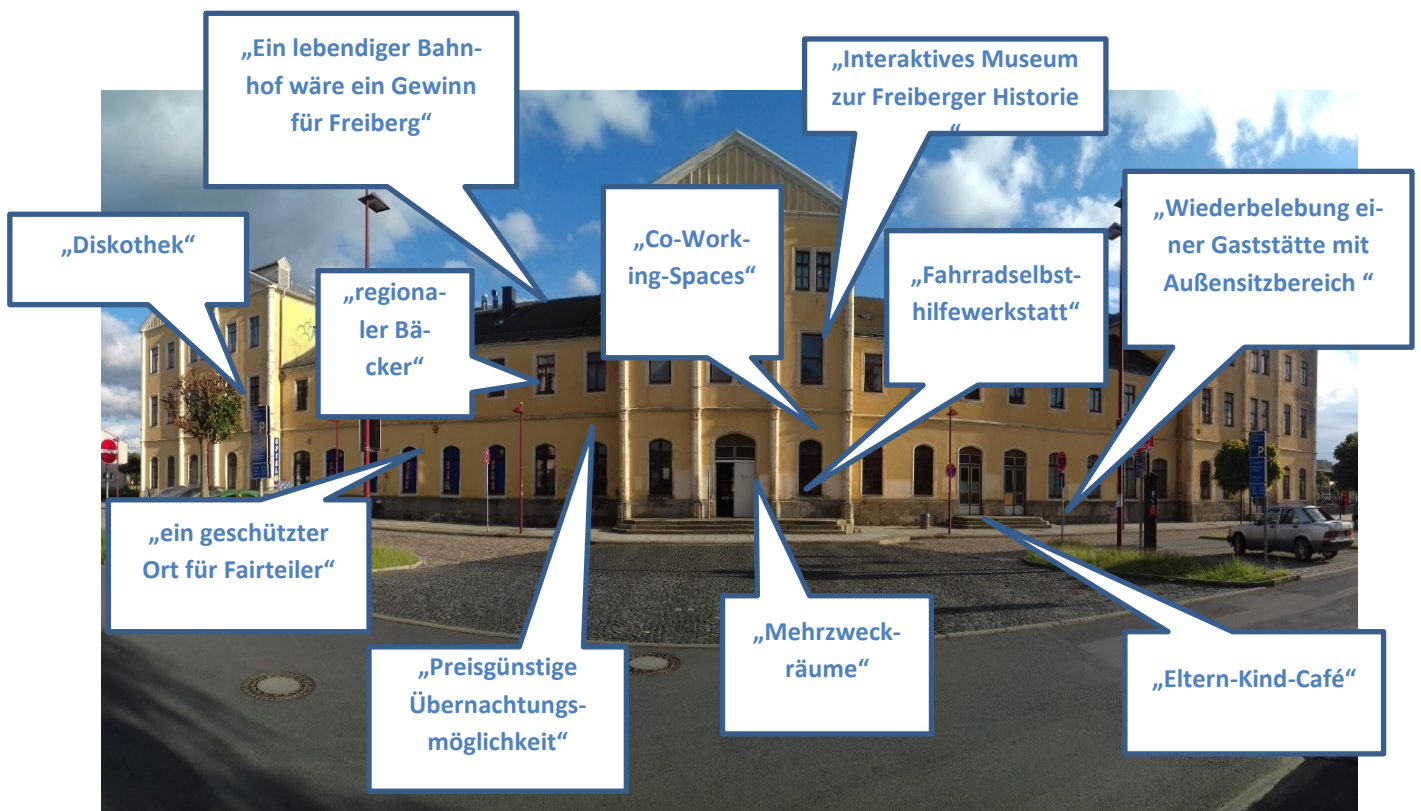 „Ein lebendiger Bahn-
hof wäre ein Gewinn
für Freiberg“
„Interaktives Museum
zur Freiberger Historie
“
„Wiederbelebung ei-
ner Gaststätte mit
Außensitzbereich “
„Diskothek“
„Co-Work-
ing-Spaces“
„regiona-
ler Bä-
cker“
„Fahrradselbst-
hilfewerkstatt“
P
P
„ein geschützter
Ort für Fairteiler“
„Preisgünstige
Übernachtungs-
möglichkeit“
„Mehrzweck-
räume“
„Eltern-Kind-Café“